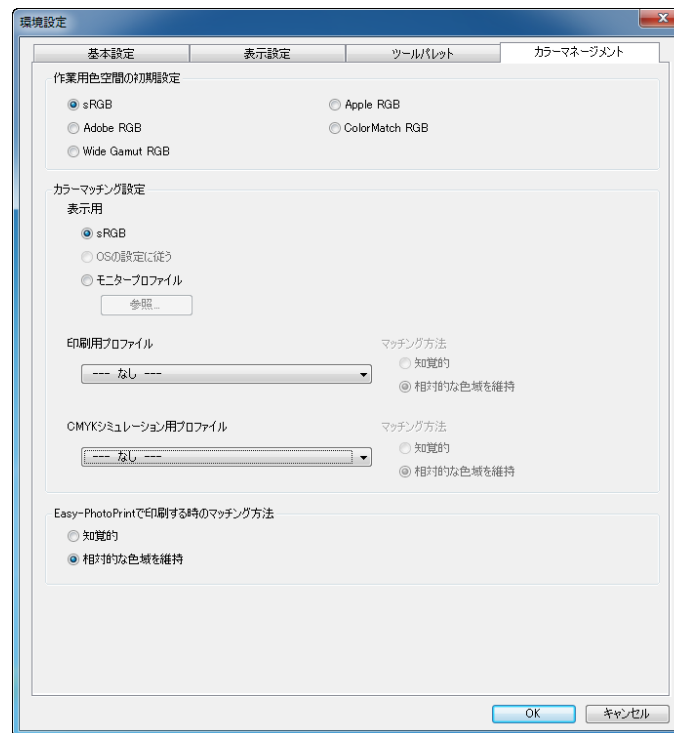 環境設定
基本設定 表示設定 ツールパレット カラーマネージメント
作業用色空間の初期設定
sRGB Apple RGB
Adobe RGB ColorMatch RGB
Wide Gamut RGB
カラーマッチング設定
表示用
sRGB
OSの設定に従う
モニタープロファイル
参照...
印刷用プロファイル マッチング方法
--- なし --- 知覚的
相対的な色域を維持
CMYKシミュレーション用プロファイル マッチング方法
--- なし --- 知覚的
相対的な色域を維持
Easy-PhotoPrintで印刷する時のマッチング方法
知覚的
相対的な色域を維持
OK キャンセル